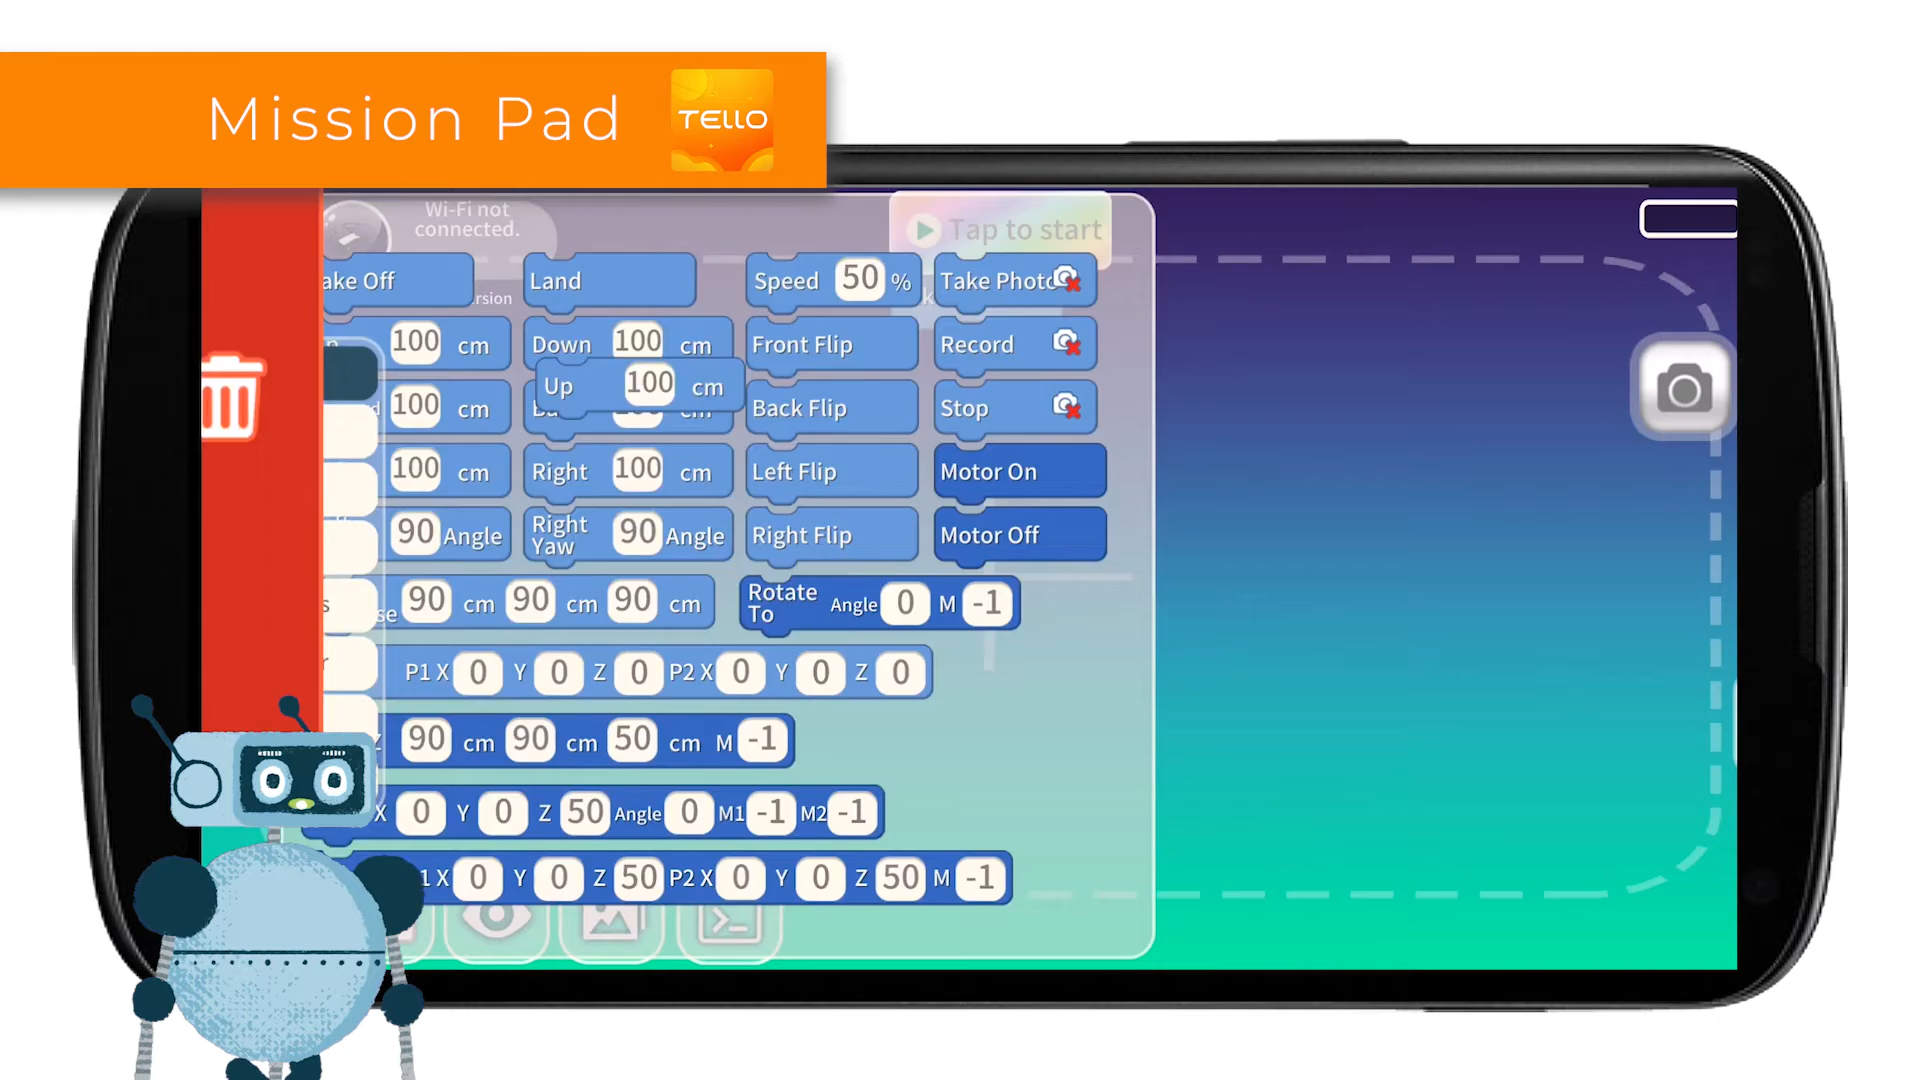 Mission Pad
TELLO
Wi-Fi not
connected.
Tap to start
ake Off
Land
Speed 50 %
Take Photo
rsion
100 cm
Down 100 cm
Front Flip
Record
Up 100 cm
100 cm
Back Flip
Stop
100 cm
Right 100 cm
Left Flip
Motor On
90 Angle
Right
Yaw 90 Angle
Right Flip
Motor Off
se 90 cm 90 cm 90 cm
Rotate
To Angle 0 M -1
P1 X 0 Y 0 Z 0 P2 X 0 Y 0 Z 0
Z 90 cm 90 cm 50 cm M -1
X 0 Y 0 Z 50 Angle 0 M1 -1 M2 -1
1 X 0 Y 0 Z 50 P2 X 0 Y 0 Z 50 M -1